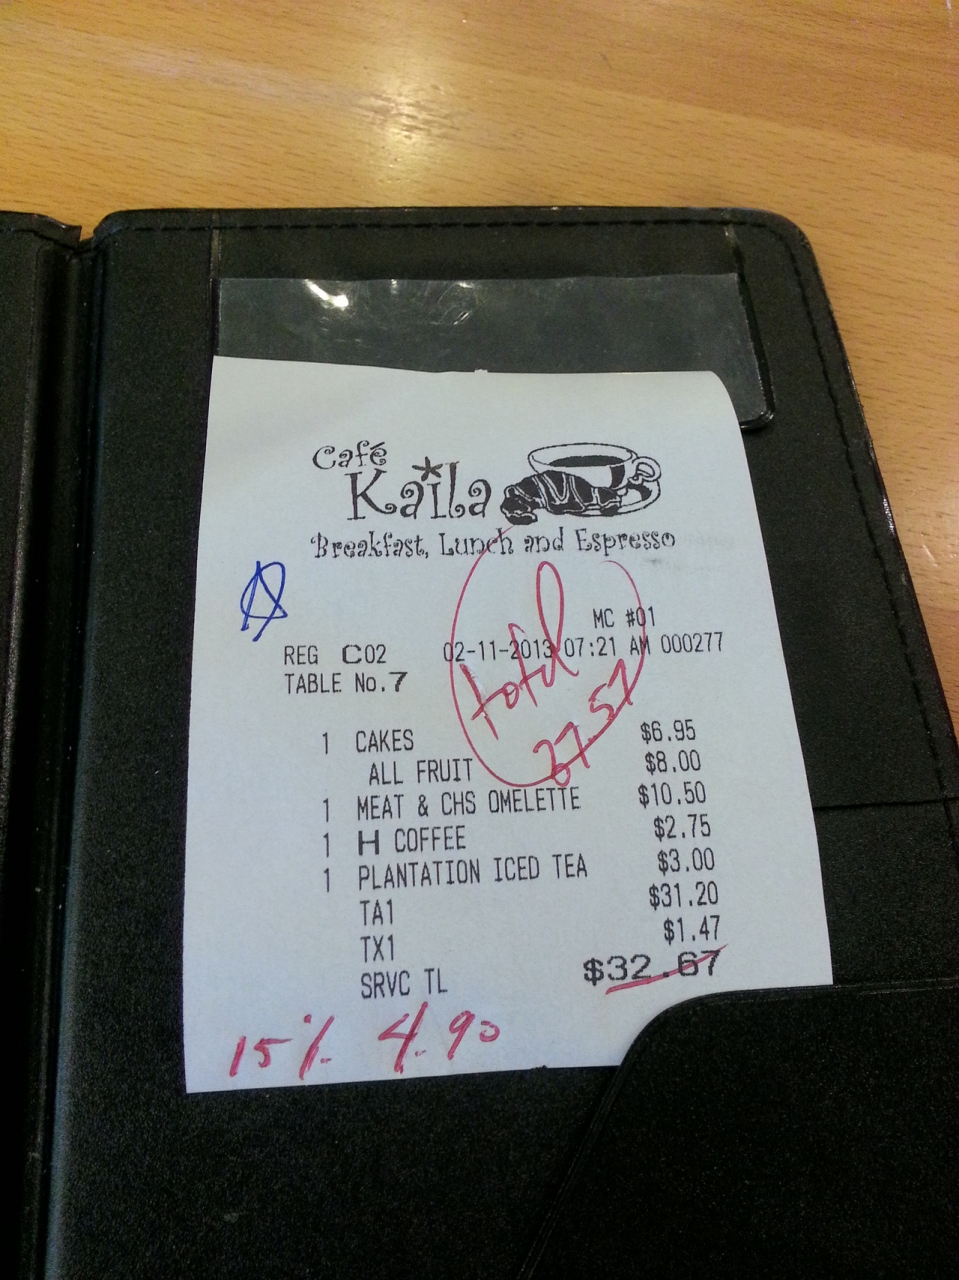 Café
Kaila
Breakfast, Lunch and Espresso
MC #01
REG C02 02-11-2013 07:21 AM 000277
TABLE No.7
total
37.57
1 CAKES $6.95
ALL FRUIT $8.00
1 MEAT & CHS OMELETTE $10.50
1 H COFFEE $2.75
1 PLANTATION ICED TEA $3.00
TA1 $31.20
TX1 $1.47
SRVC TL $32.67
15% 4.90